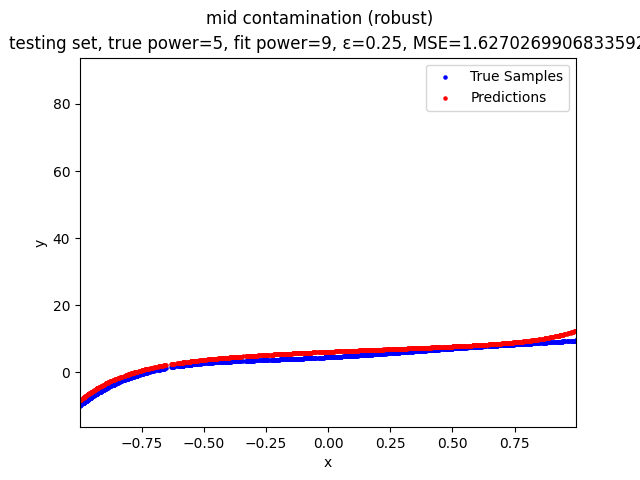 mid contamination (robust)
testing set, true power=5, fit power=9, ε=0.25, MSE=1.6270269906833592
True Samples
Predictions
80
60
40
20
0
y
−0.75 −0.50 −0.25 0.00 0.25 0.50 0.75
x